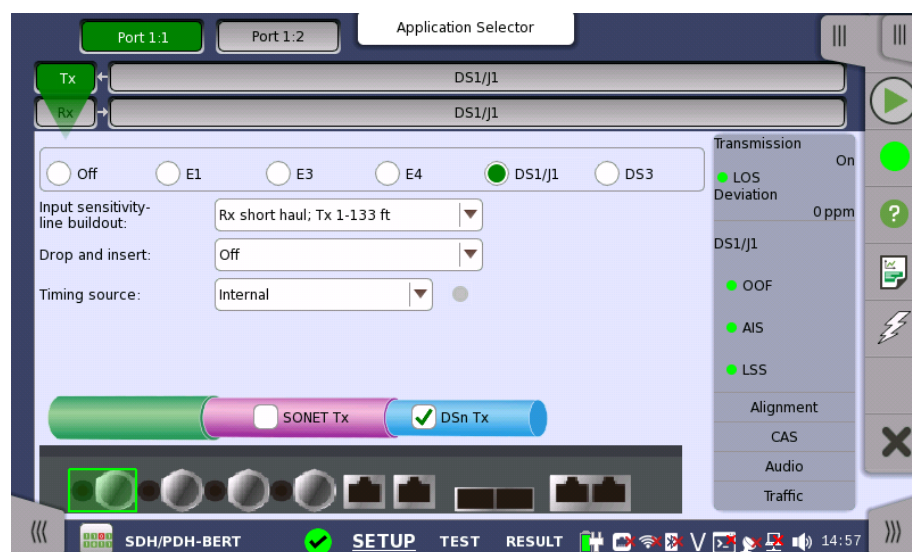 Port 1:1
Port 1:2
Application Selector
Tx
DS1/J1
Rx
DS1/J1
Off
E1
E3
E4
DS1/J1
DS3
Input sensitivity-
line buildout:
Rx short haul; Tx 1-133 ft
Drop and insert:
Off
Timing source:
Internal
SONET Tx
DSn Tx
Transmission
On
LOS
Deviation
0 ppm
DS1/J1
OOF
AIS
LSS
Alignment
CAS
Audio
Traffic
SDH/PDH-BERT
SETUP
TEST
RESULT
V
14:57